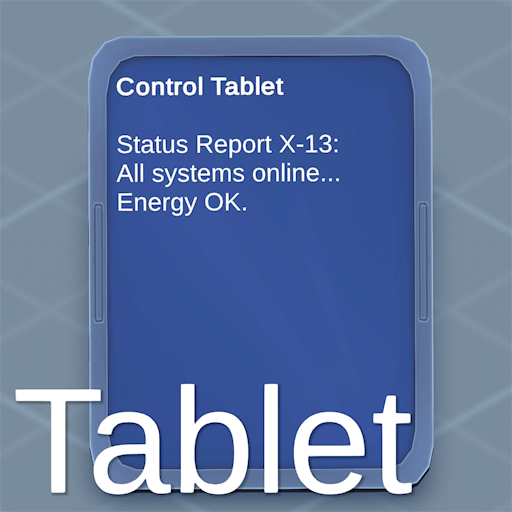 Control Tablet
Status Report X-13:
All systems online...
Energy OK.
Tablet